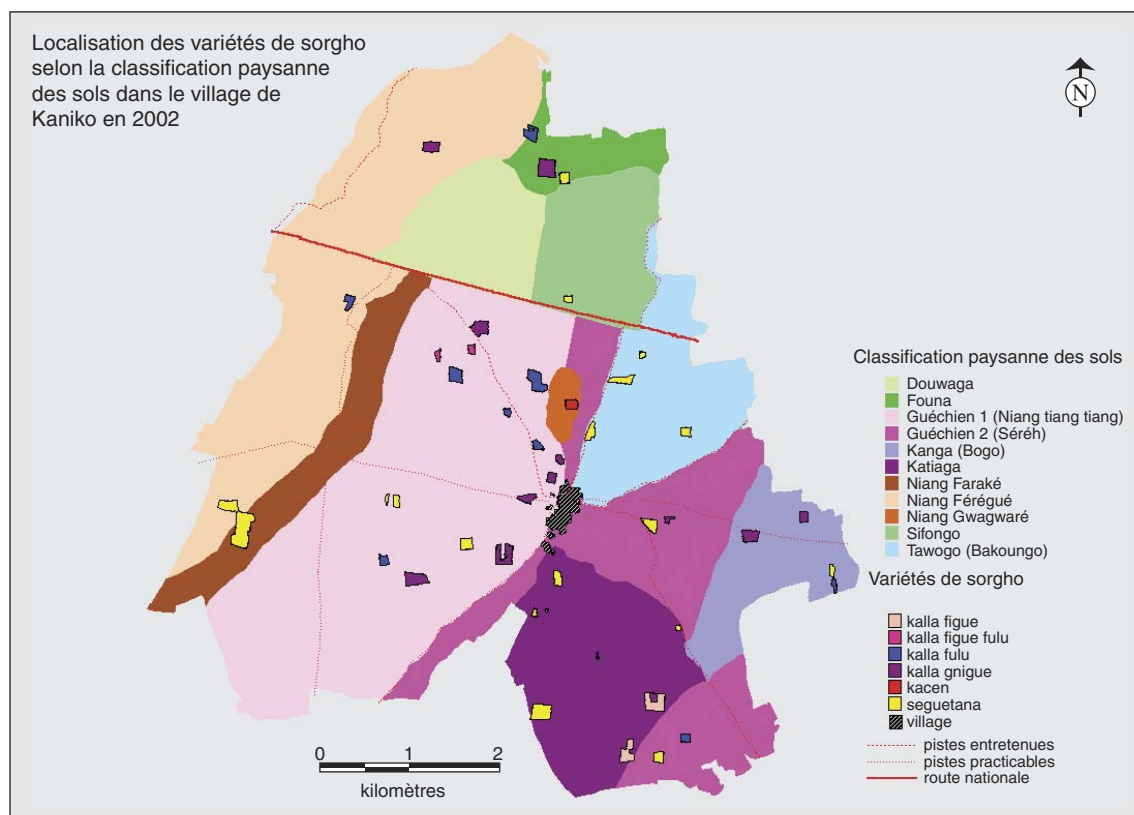 Localisation des variétés de sorgho
selon la classification paysanne
des sols dans le village de
Kaniko en 2002
N
Classification paysanne des sols
Douwaga
Founa
Guéchien 1 (Niang tiang tiang)
Guéchien 2 (Séréh)
Kanga (Bogo)
Katiaga
Niang Faraké
Niang Férégué
Niang Gwagwaré
Sifongo
Tawogo (Bakoungo)
Variétés de sorgho
kalla figue
kalla figue fulu
kalla fulu
kalla gnigue
kacen
seguetana
village
pistes entretenues
pistes practicables
route nationale
0 1 2
kilomètres